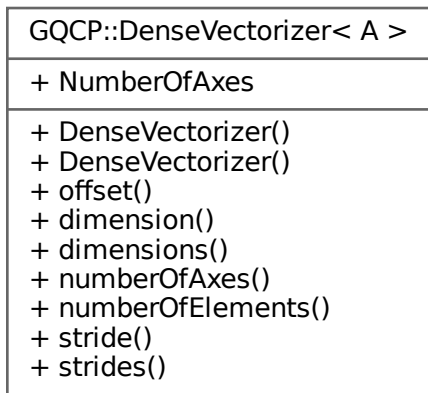 GQCP::DenseVectorizer< A >
+ NumberOfAxes
+ DenseVectorizer()
+ DenseVectorizer()
+ offset()
+ dimension()
+ dimensions()
+ numberOfAxes()
+ numberOfElements()
+ stride()
+ strides()